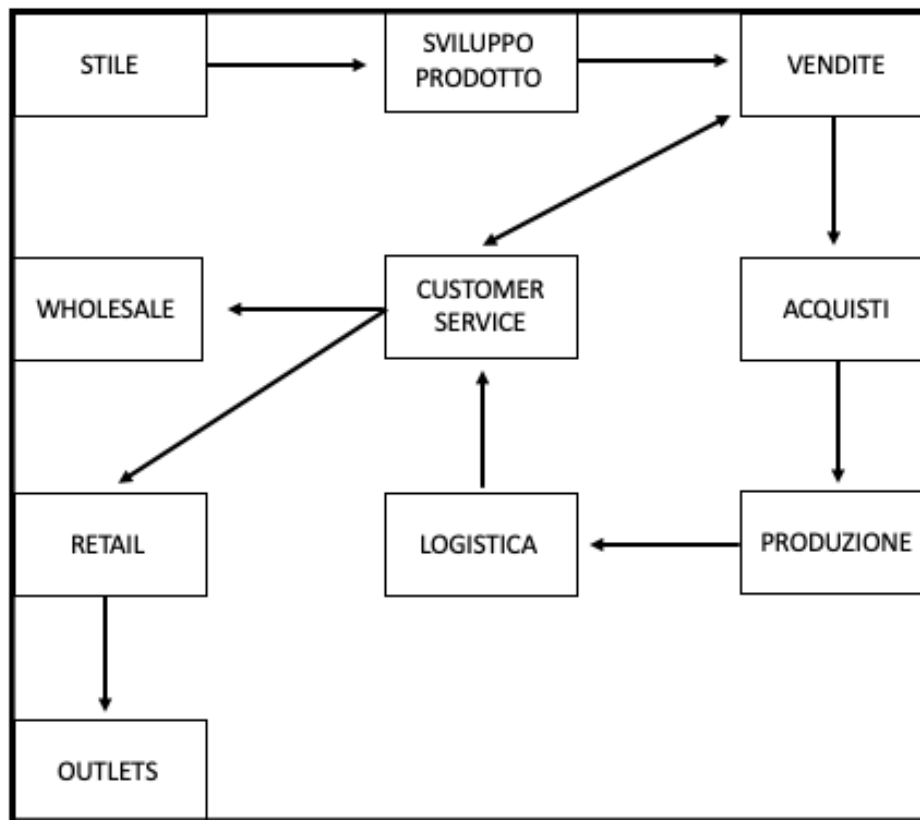 STILE
SVILUPPO
PRODOTTO
VENDITE
WHOLESALE
CUSTOMER
SERVICE
ACQUISTI
RETAIL
LOGISTICA
PRODUZIONE
OUTLETS